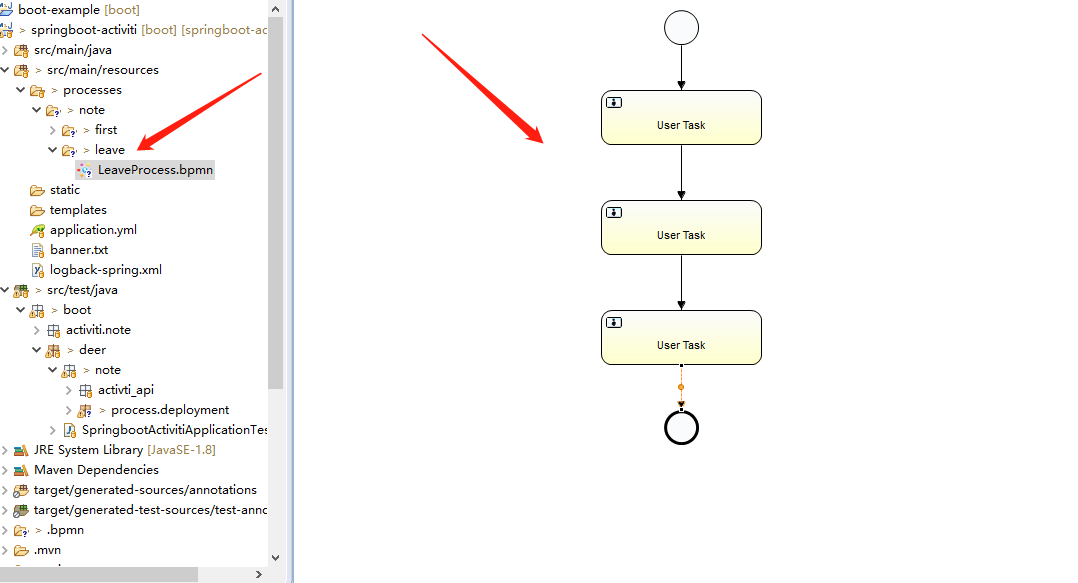 boot-example [boot]
> springboot-activiti [boot] [springboot-ac
src/main/java
> src/main/resources
> processes
> note
> first
> leave
LeaveProcess.bpmn
static
templates
application.yml
banner.txt
logback-spring.xml
> src/test/java
> boot
activiti.note
> deer
> note
activti_api
> process.deployment
SpringbootActivitiApplicationTes
JRE System Library [JavaSE-1.8]
Maven Dependencies
target/generated-sources/annotations
target/generated-test-sources/test-anno
> .bpmn
.mvn
User Task
User Task
User Task